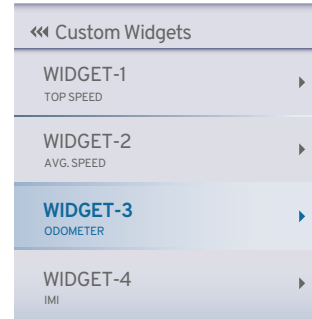 Custom Widgets
WIDGET-1
TOP SPEED
WIDGET-2
AVG. SPEED
WIDGET-3
ODOMETER
WIDGET-4
IMI